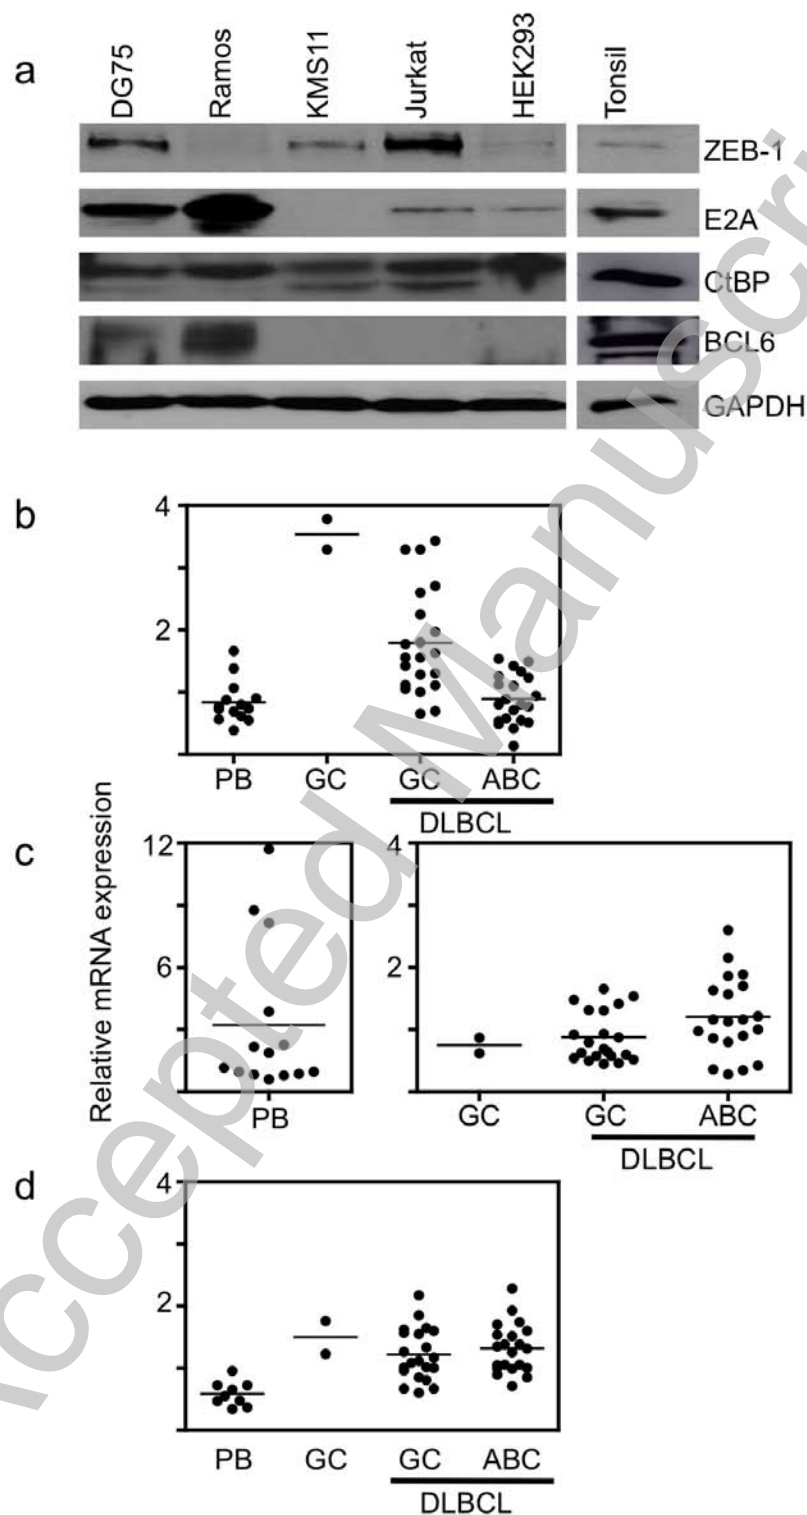 a
DG75 Ramos KMS11 Jurkat HEK293 Tonsil
ZEB-1
E2A
CtBP
BCL6
GAPDH
b
4
2
PB GC GC ABC
DLBCL
Relative mRNA expression
c
12
6
PB
4
2
GC GC ABC
DLBCL
d
4
2
PB GC GC ABC
DLBCL
Accepted Manuscri